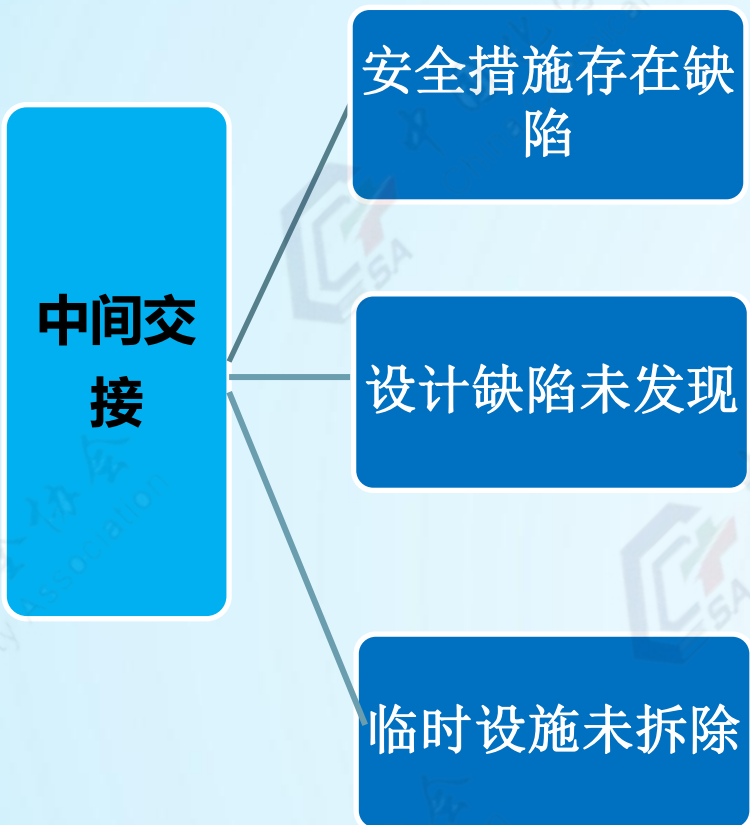 安全措施存在缺
陷
中间交
接
设计缺陷未发现
临时设施未拆除